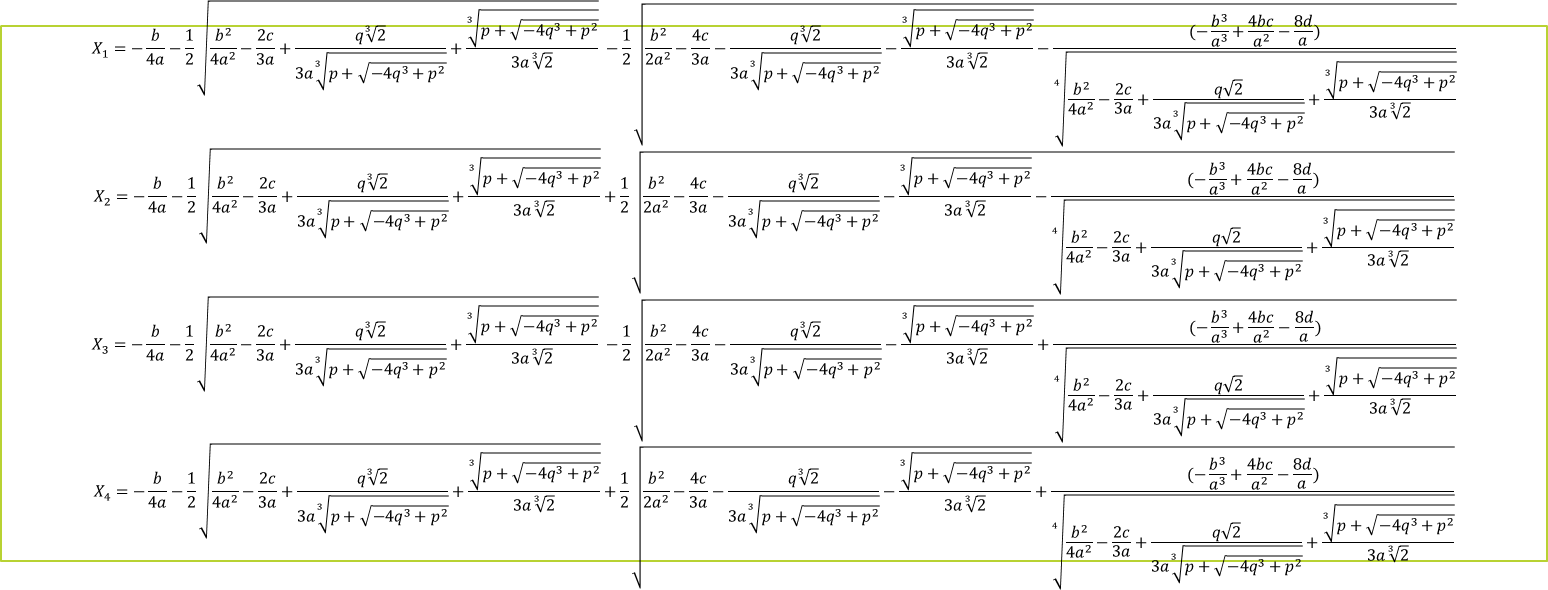 X₁ = −b/4a − 1/2 √(b²/4a² − 2c/3a + q∛2/(3a∛(p + √(−4q³ + p²))) + ∛(p + √(−4q³ + p²))/(3a∛2)) − 1/2 √(b²/2a² − 4c/3a − q∛2/(3a∛(p + √(−4q³ + p²))) − ∛(p + √(−4q³ + p²))/(3a∛2) − (−b³/a³ + 4bc/a² − 8d/a)/∜(b²/4a² − 2c/3a + q√2/(3a∛(p + √(−4q³ + p²))) + ∛(p + √(−4q³ + p²))/(3a∛2)))
X₂ = −b/4a − 1/2 √(b²/4a² − 2c/3a + q∛2/(3a∛(p + √(−4q³ + p²))) + ∛(p + √(−4q³ + p²))/(3a∛2)) + 1/2 √(b²/2a² − 4c/3a − q∛2/(3a∛(p + √(−4q³ + p²))) − ∛(p + √(−4q³ + p²))/(3a∛2) − (−b³/a³ + 4bc/a² − 8d/a)/∜(b²/4a² − 2c/3a + q√2/(3a∛(p + √(−4q³ + p²))) + ∛(p + √(−4q³ + p²))/(3a∛2)))
X₃ = −b/4a − 1/2 √(b²/4a² − 2c/3a + q∛2/(3a∛(p + √(−4q³ + p²))) + ∛(p + √(−4q³ + p²))/(3a∛2)) − 1/2 √(b²/2a² − 4c/3a − q∛2/(3a∛(p + √(−4q³ + p²))) − ∛(p + √(−4q³ + p²))/(3a∛2) + (−b³/a³ + 4bc/a² − 8d/a)/∜(b²/4a² − 2c/3a + q√2/(3a∛(p + √(−4q³ + p²))) + ∛(p + √(−4q³ + p²))/(3a∛2)))
X₄ = −b/4a − 1/2 √(b²/4a² − 2c/3a + q∛2/(3a∛(p + √(−4q³ + p²))) + ∛(p + √(−4q³ + p²))/(3a∛2)) + 1/2 √(b²/2a² − 4c/3a − q∛2/(3a∛(p + √(−4q³ + p²))) − ∛(p + √(−4q³ + p²))/(3a∛2) + (−b³/a³ + 4bc/a² − 8d/a)/∜(b²/4a² − 2c/3a + q√2/(3a∛(p + √(−4q³ + p²))) + ∛(p + √(−4q³ + p²))/(3a∛2)))